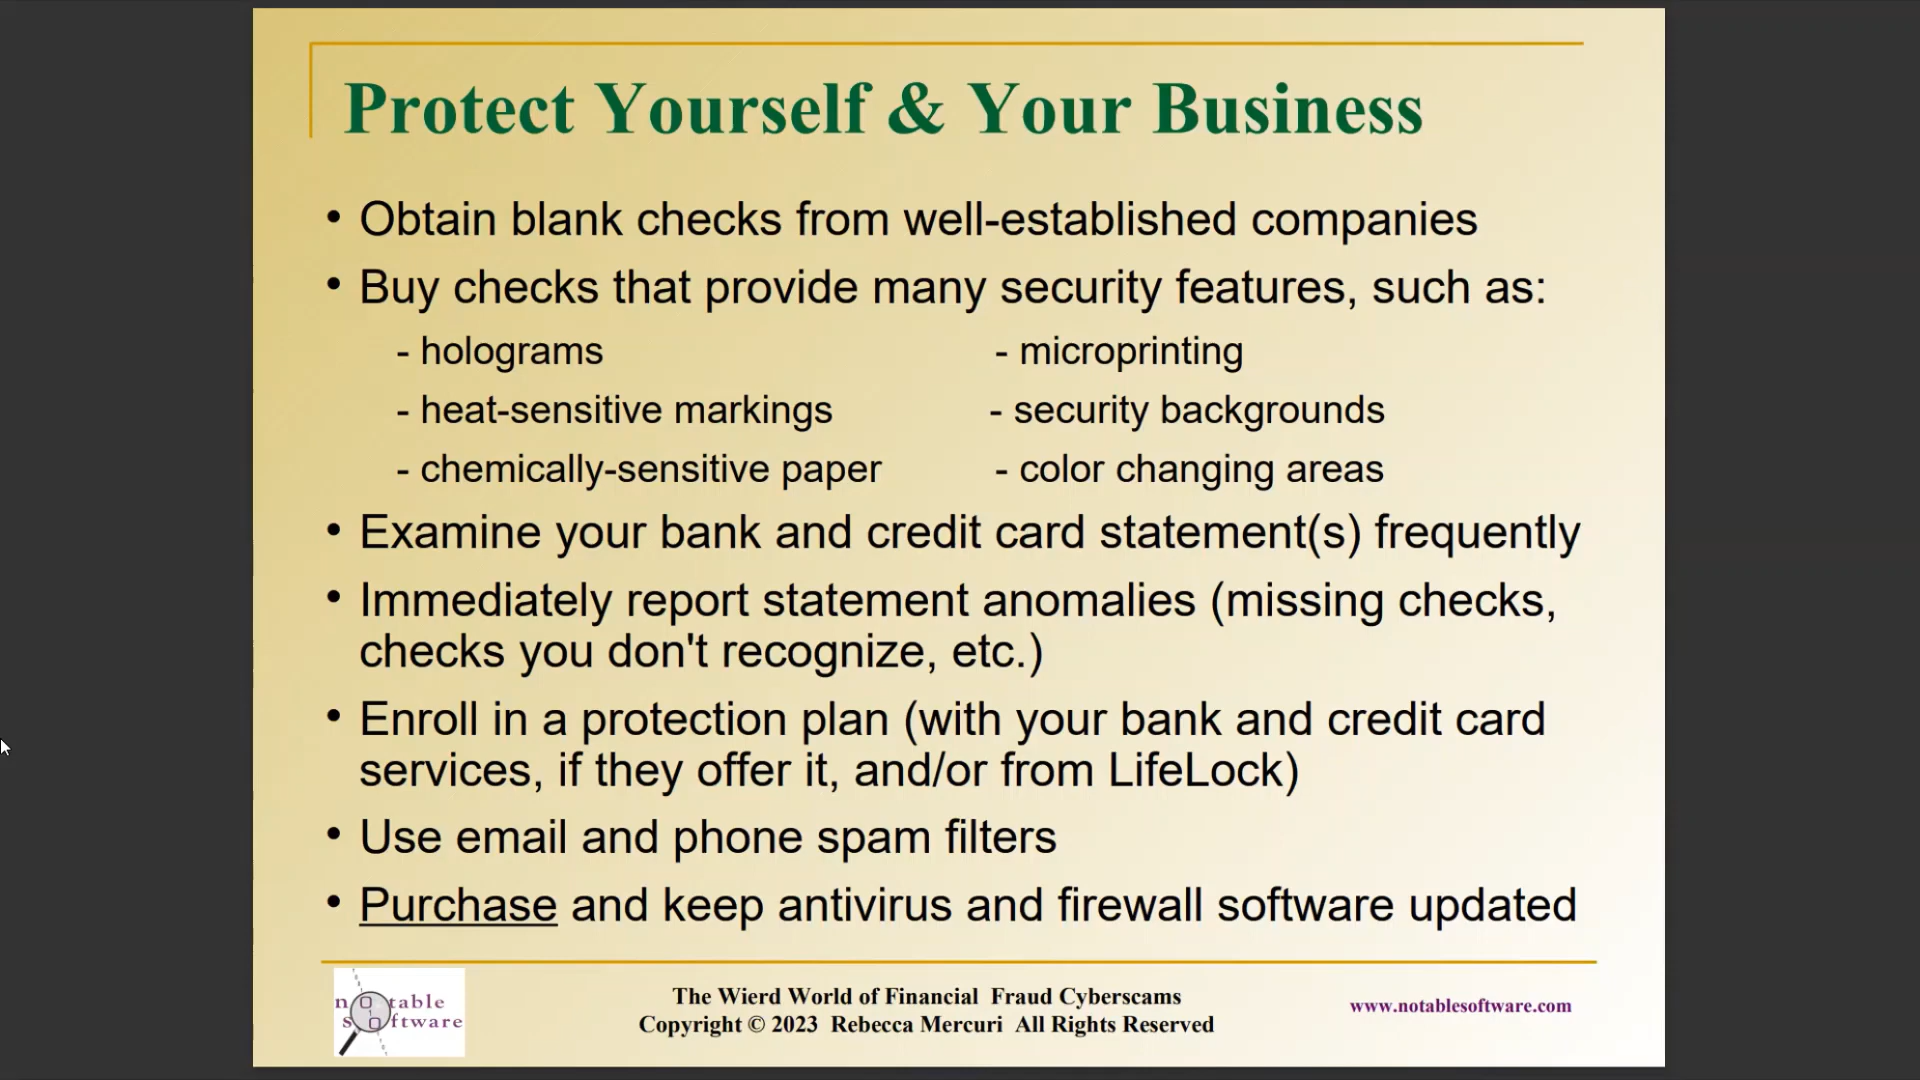 Protect Yourself & Your Business
• Obtain blank checks from well-established companies
• Buy checks that provide many security features, such as:
- holograms - microprinting
- heat-sensitive markings - security backgrounds
- chemically-sensitive paper - color changing areas
• Examine your bank and credit card statement(s) frequently
• Immediately report statement anomalies (missing checks,
checks you don't recognize, etc.)
• Enroll in a protection plan (with your bank and credit card
services, if they offer it, and/or from LifeLock)
• Use email and phone spam filters
• Purchase and keep antivirus and firewall software updated
notable
software
The Wierd World of Financial Fraud Cyberscams
Copyright © 2023 Rebecca Mercuri All Rights Reserved
www.notablesoftware.com